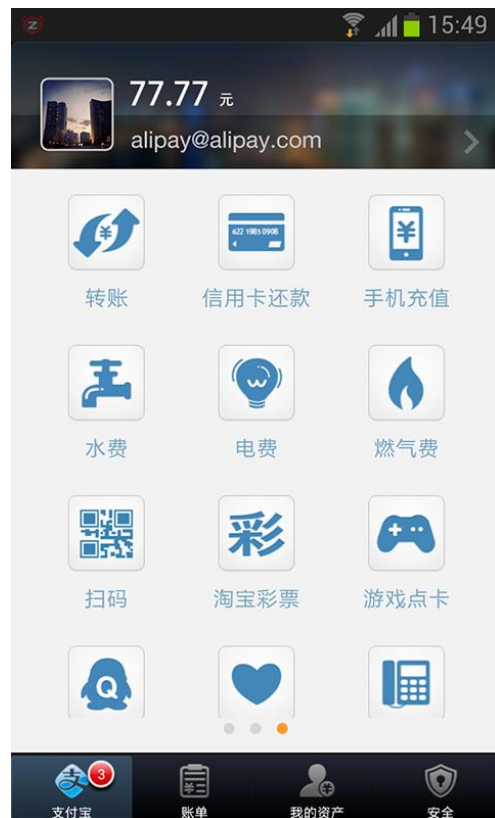 15:49
77.77 元
alipay@alipay.com
¥
622 1985 0908
¥
转账 信用卡还款 手机充值
水费 电费 燃气费
彩
扫码 淘宝彩票 游戏点卡
Q
支 3
¥
¥
支付宝 账单 我的资产 安全